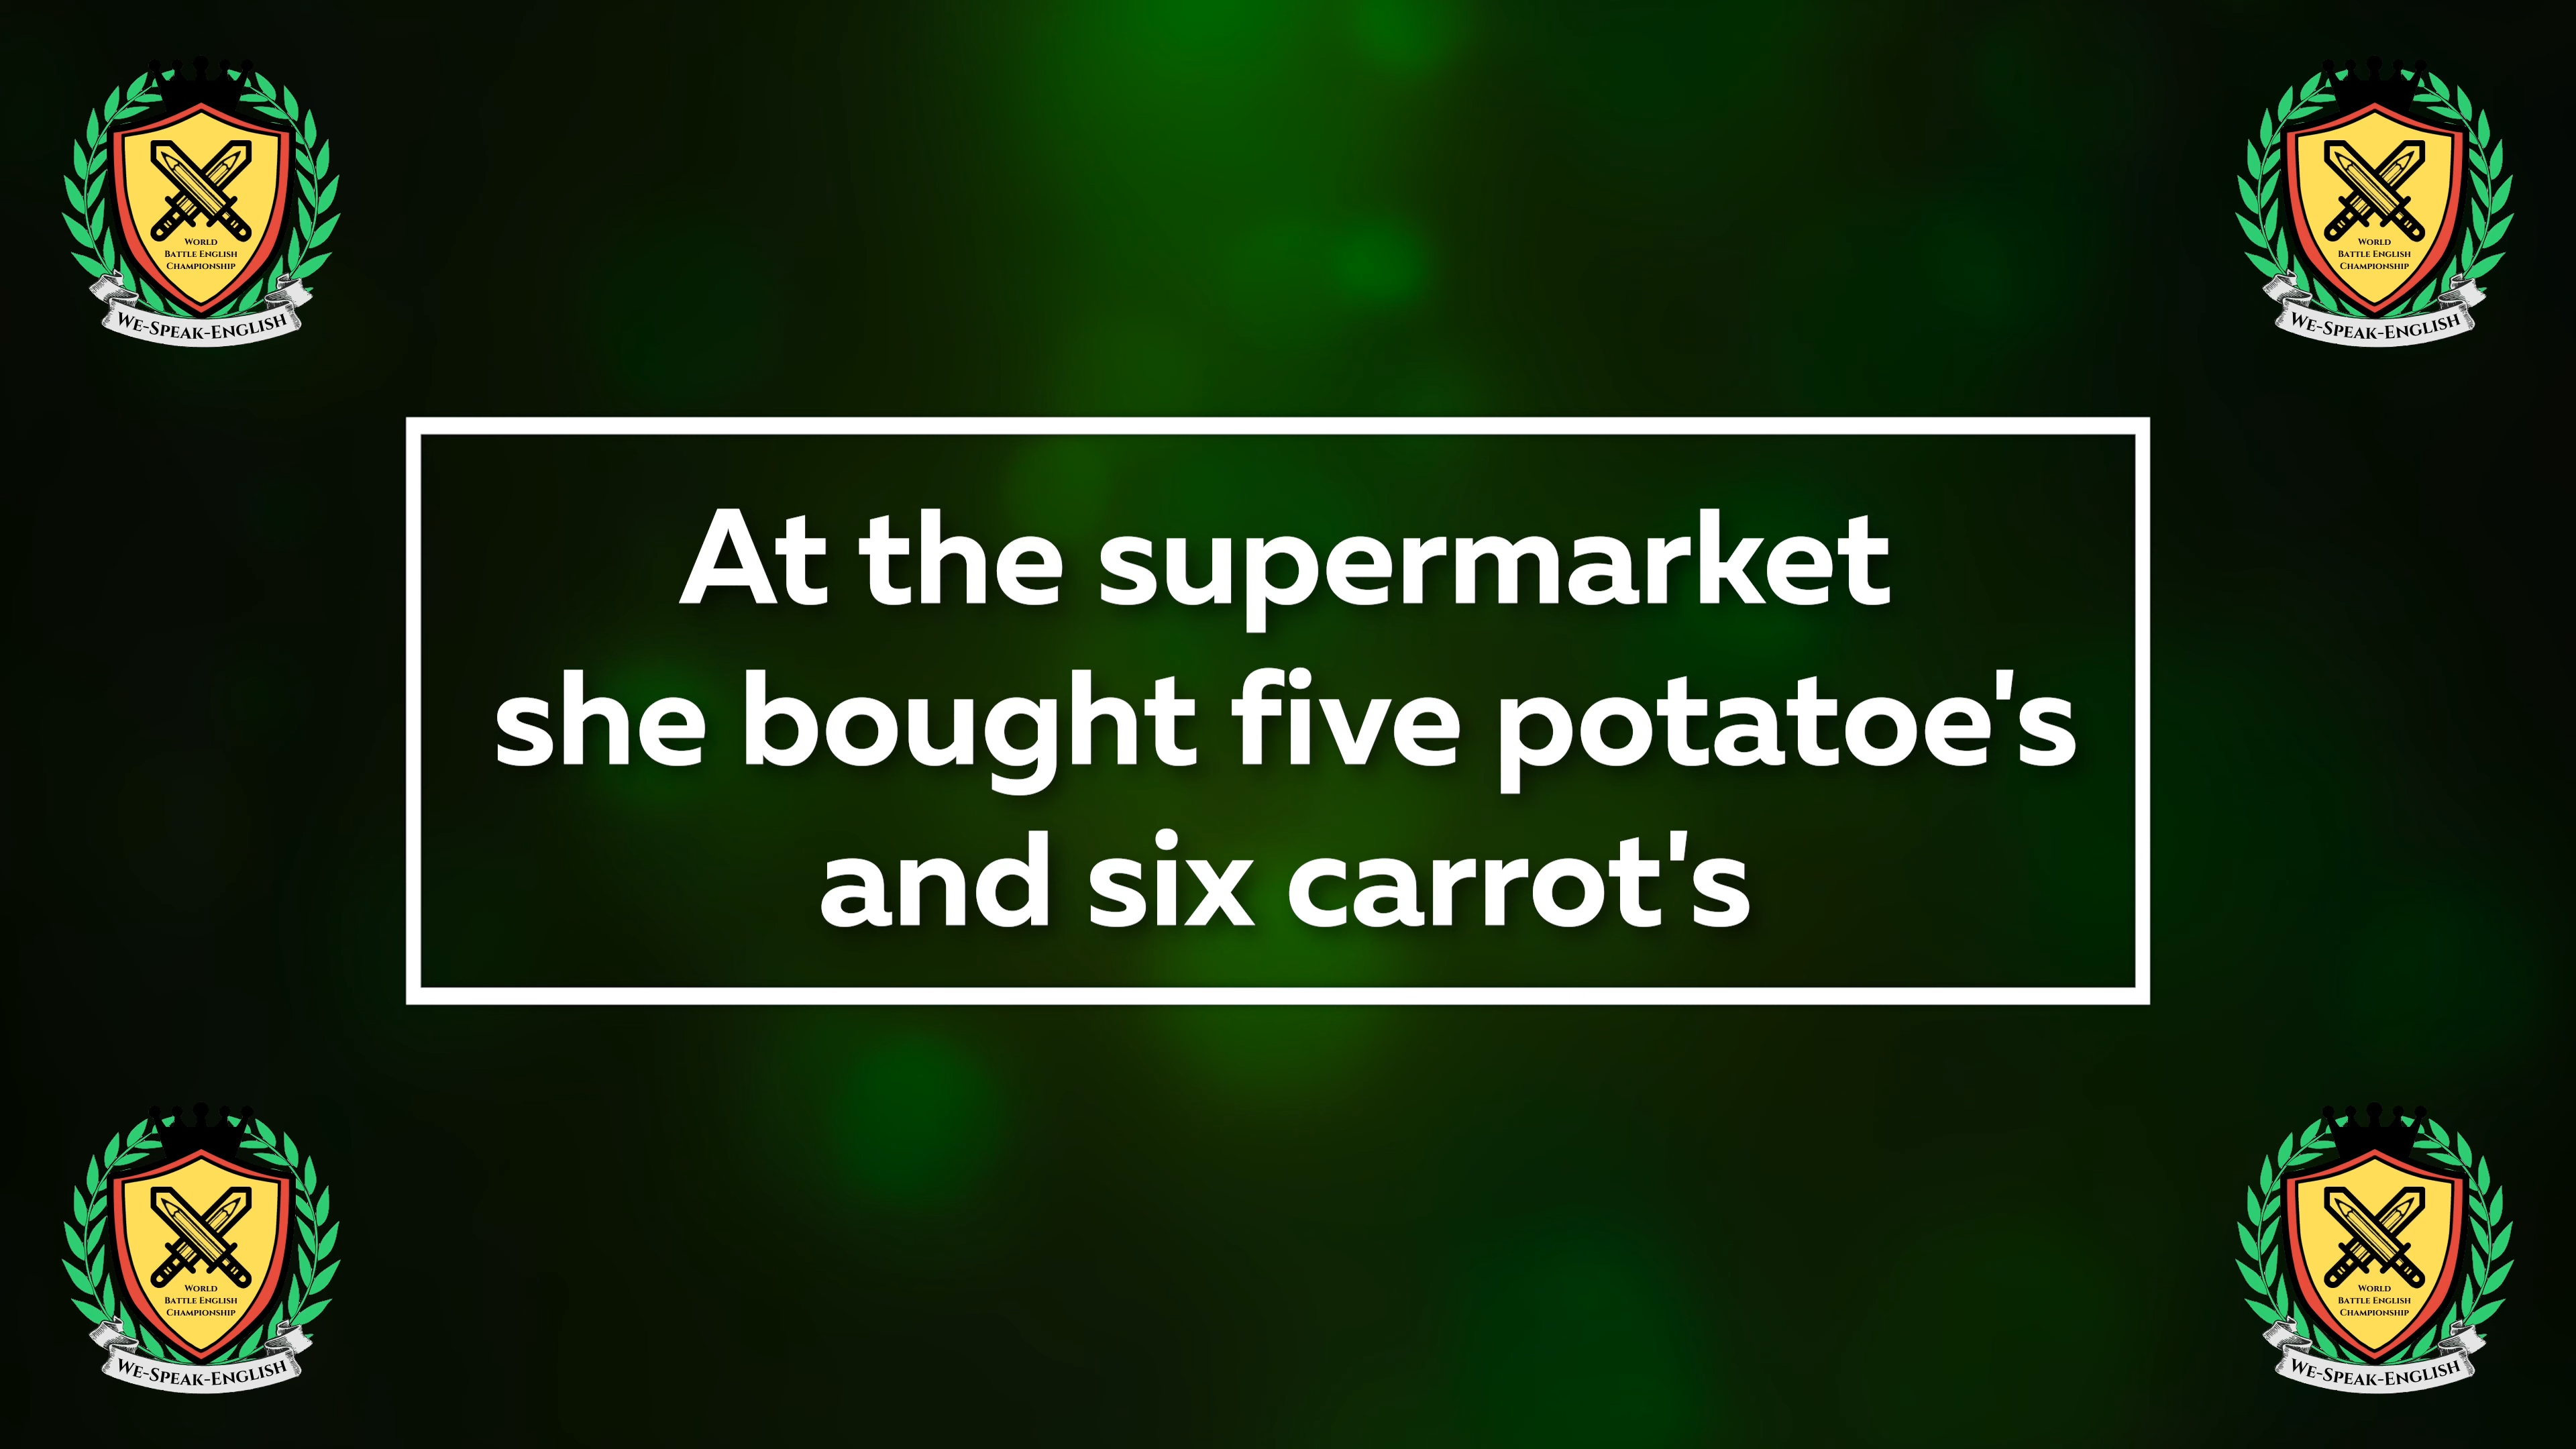 WORLD
BATTLE ENGLISH
CHAMPIONSHIP
WE-SPEAK-ENGLISH
WORLD
BATTLE ENGLISH
CHAMPIONSHIP
WE-SPEAK-ENGLISH
At the supermarket
she bought five potatoe's
and six carrot's
WORLD
BATTLE ENGLISH
CHAMPIONSHIP
WE-SPEAK-ENGLISH
WORLD
BATTLE ENGLISH
CHAMPIONSHIP
WE-SPEAK-ENGLISH